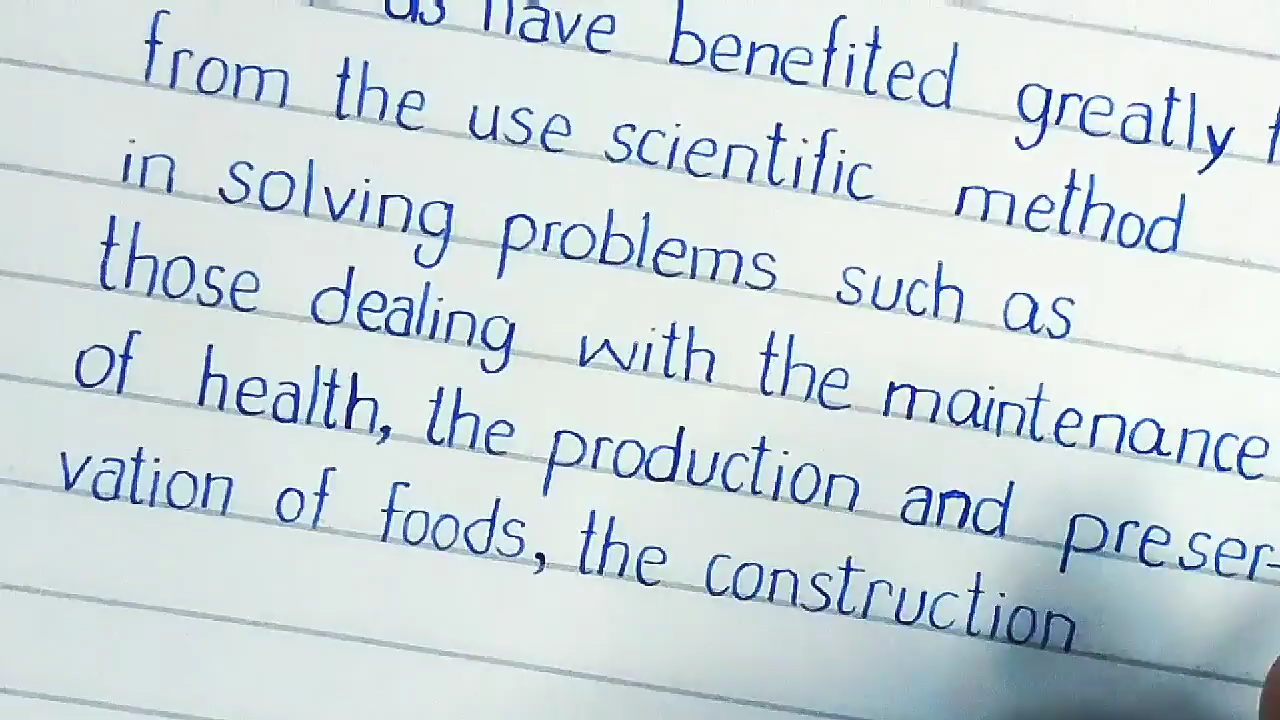 us have benefited greatly
from the use scientific method
in solving problems such as
those dealing with the maintenance
of health, the production and preser-
vation of foods, the construction